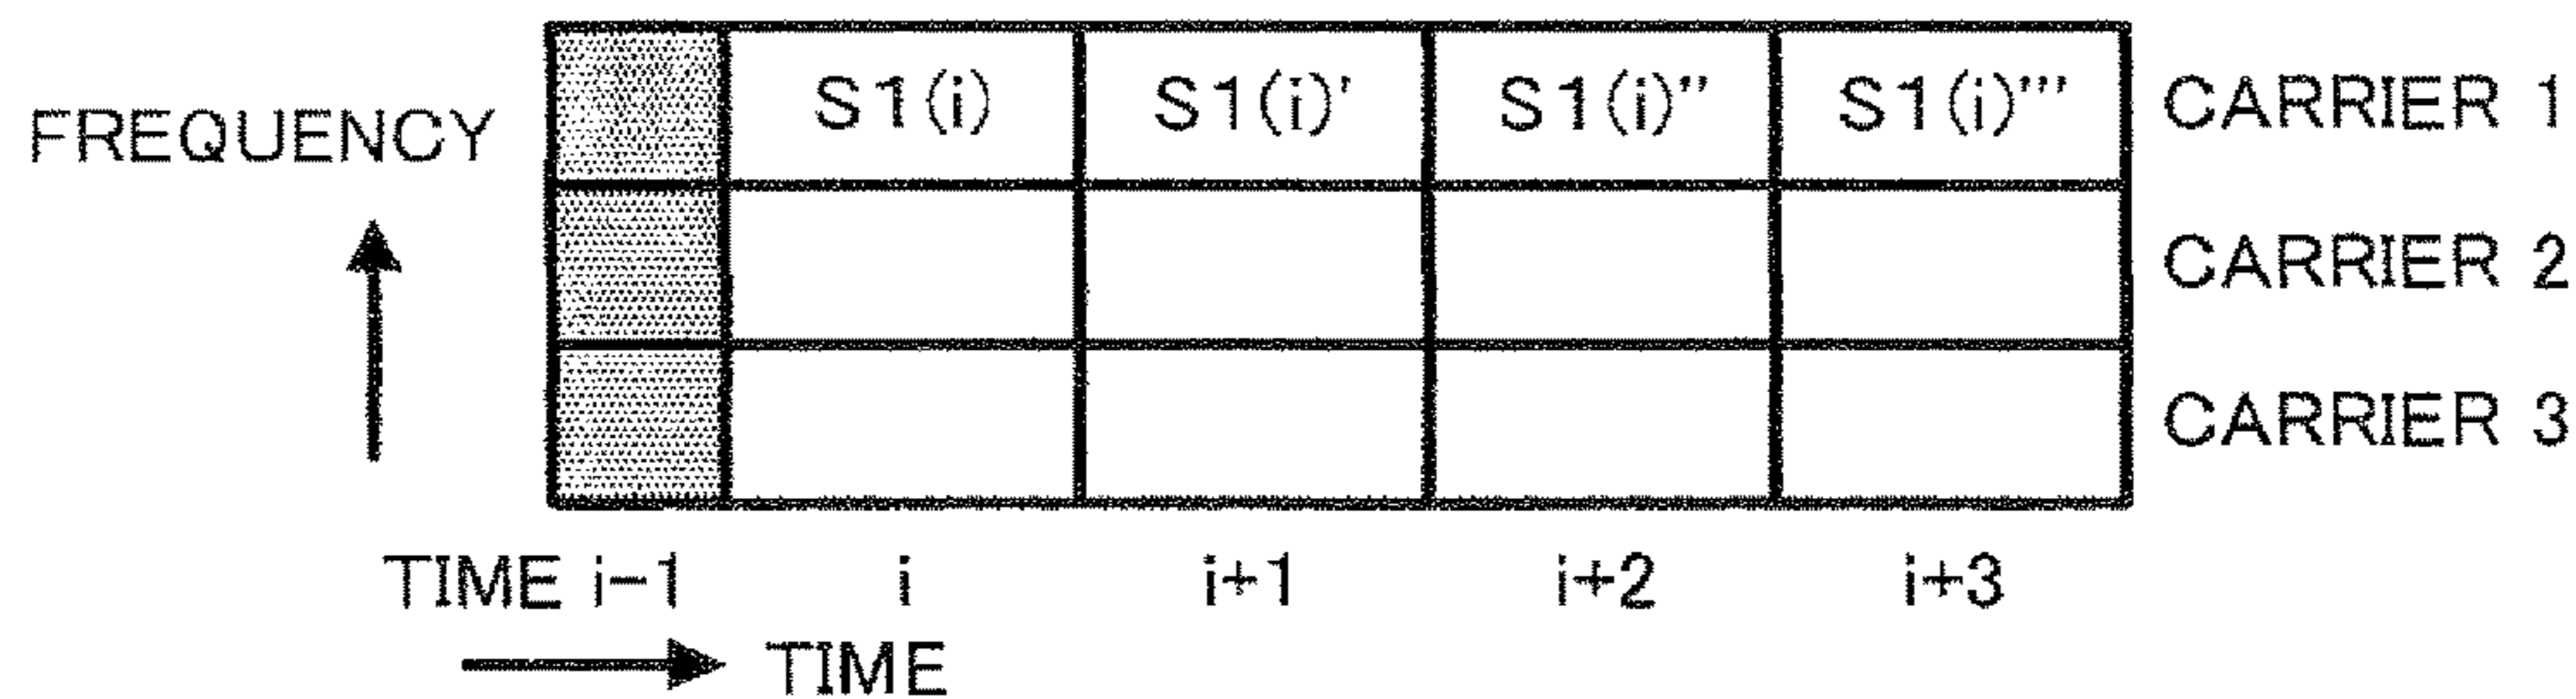 S1(i) S1(i)' S1(i)'' S1(i)''' CARRIER 1
FREQUENCY
CARRIER 2
CARRIER 3
TIME i-1 i i+1 i+2 i+3
TIME